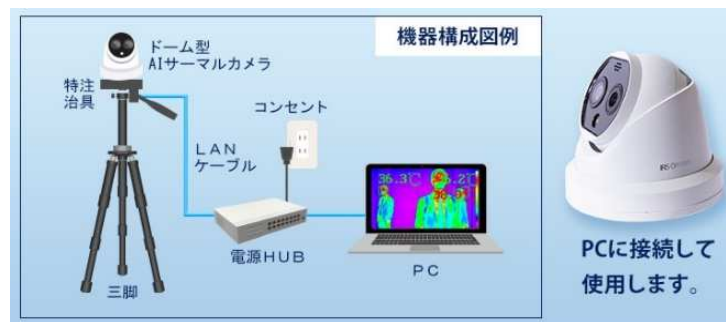 機器構成図例
ドーム型
AIサーマルカメラ
特注
治具
コンセント
LAN
ケーブル
36.3℃
電源HUB
PC
三脚
PCに接続して
使用します。